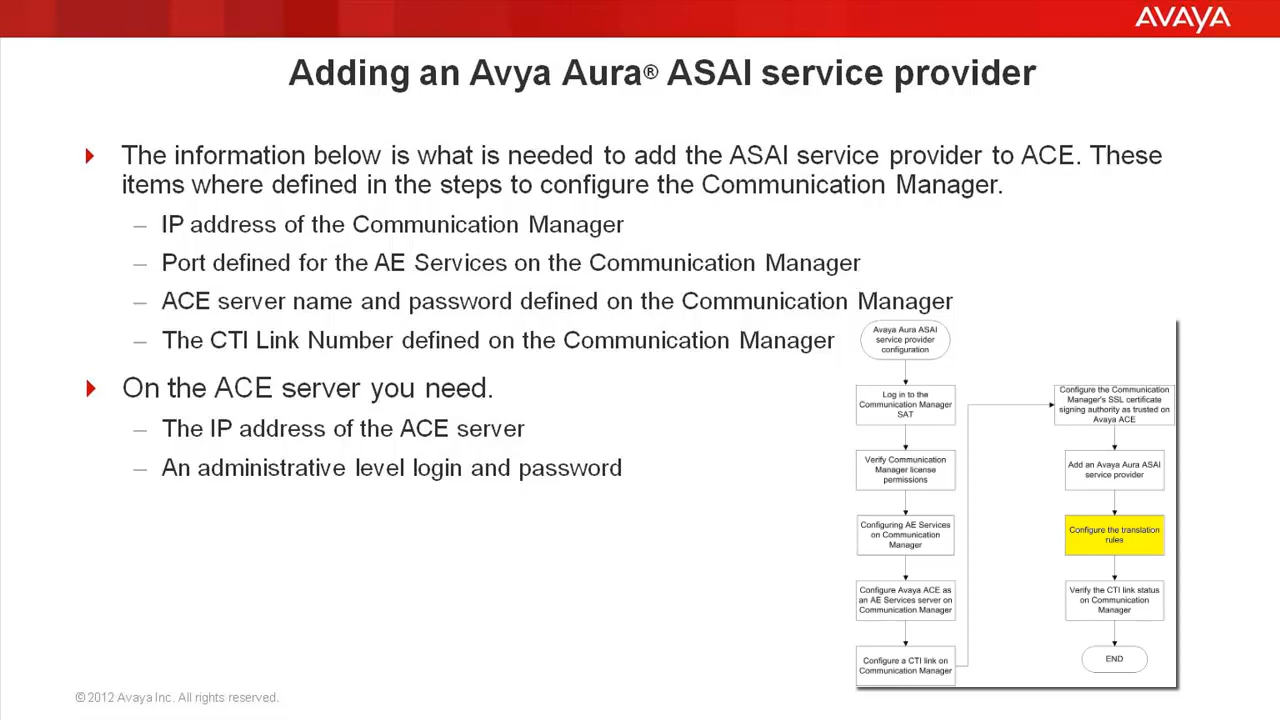 AVAYA
Adding an Avya Aura® ASAI service provider
The information below is what is needed to add the ASAI service provider to ACE. These
items where defined in the steps to configure the Communication Manager.
– IP address of the Communication Manager
– Port defined for the AE Services on the Communication Manager
– ACE server name and password defined on the Communication Manager
– The CTI Link Number defined on the Communication Manager
On the ACE server you need.
– The IP address of the ACE server
– An administrative level login and password
Avaya Aura ASAI
service provider
configuration
Log in to the
Communication Manager
SAT
Verify Communication
Manager license
permissions
Configuring AE Services
on Communication
Manager
Configure Avaya ACE as
an AE Services server on
Communication Manager
Configure a CTI link on
Communication Manager
Configure the Communication
Manager's SSL certificate
signing authority as trusted on
Avaya ACE
Add an Avaya Aura ASAI
service provider
Configure the translation
rules
Verify the CTI link status
on Communication
Manager
END
© 2012 Avaya Inc. All rights reserved.